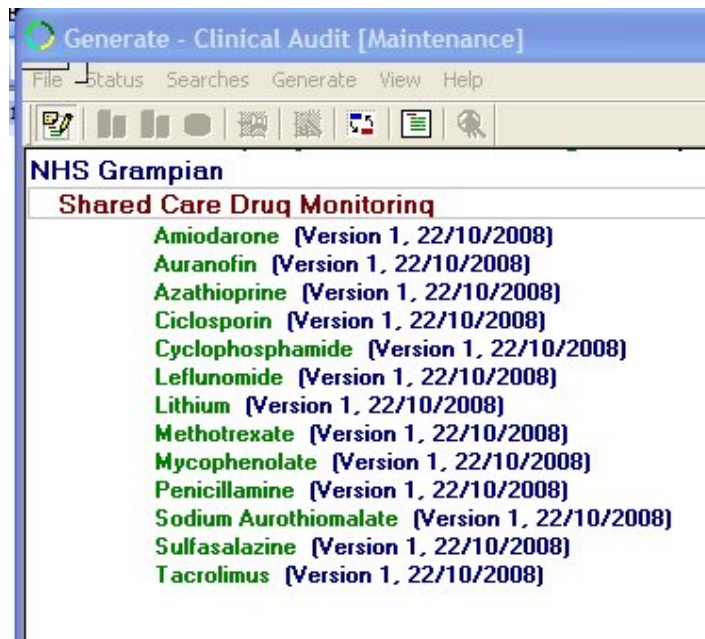 Generate - Clinical Audit [Maintenance]
File Status Searches Generate View Help
NHS Grampian
Shared Care Drug Monitoring
Amiodarone (Version 1, 22/10/2008)
Auranofin (Version 1, 22/10/2008)
Azathioprine (Version 1, 22/10/2008)
Ciclosporin (Version 1, 22/10/2008)
Cyclophosphamide (Version 1, 22/10/2008)
Leflunomide (Version 1, 22/10/2008)
Lithium (Version 1, 22/10/2008)
Methotrexate (Version 1, 22/10/2008)
Mycophenolate (Version 1, 22/10/2008)
Penicillamine (Version 1, 22/10/2008)
Sodium Aurothiomalate (Version 1, 22/10/2008)
Sulfasalazine (Version 1, 22/10/2008)
Tacrolimus (Version 1, 22/10/2008)